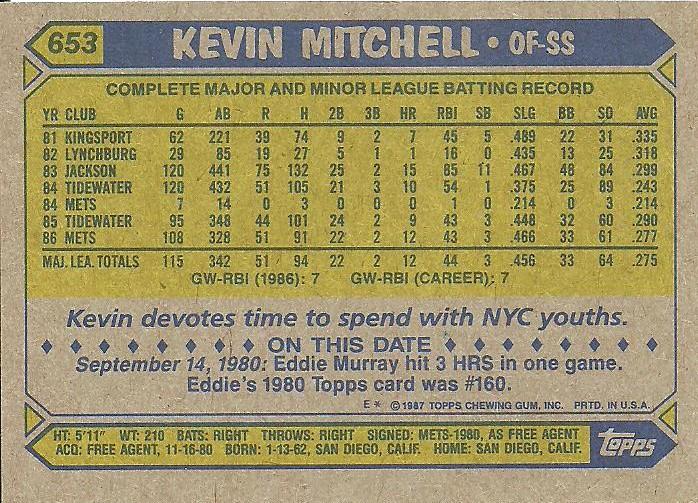 653 KEVIN MITCHELL • OF-SS
COMPLETE MAJOR AND MINOR LEAGUE BATTING RECORD
YR CLUB G AB R H 2B 3B HR RBI SB SLG BB SO AVG
81 KINGSPORT 62 221 39 74 9 2 7 45 5 .489 22 31 .335
82 LYNCHBURG 29 85 19 27 5 1 1 16 0 .435 13 25 .318
83 JACKSON 120 441 75 132 25 2 15 85 11 .467 48 84 .299
84 TIDEWATER 120 432 51 105 21 3 10 54 1 .375 25 89 .243
84 METS 7 14 0 3 0 0 0 1 0 .214 0 3 .214
85 TIDEWATER 95 348 44 101 24 2 9 43 3 .448 32 60 .290
86 METS 108 328 51 91 22 2 12 43 3 .466 33 61 .277
MAJ. LEA. TOTALS 115 342 51 94 22 2 12 44 3 .456 33 64 .275
GW-RBI (1986): 7 GW-RBI (CAREER): 7
Kevin devotes time to spend with NYC youths.
ON THIS DATE
September 14, 1980: Eddie Murray hit 3 HRS in one game.
Eddie's 1980 Topps card was #160.
E* © 1987 TOPPS CHEWING GUM, INC. PRTD. IN U.S.A.
HT: 5'11" WT: 210 BATS: RIGHT THROWS: RIGHT SIGNED: METS-1980, AS FREE AGENT
ACQ: FREE AGENT, 11-16-80 BORN: 1-13-62, SAN DIEGO, CALIF. HOME: SAN DIEGO, CALIF.
TOPPS